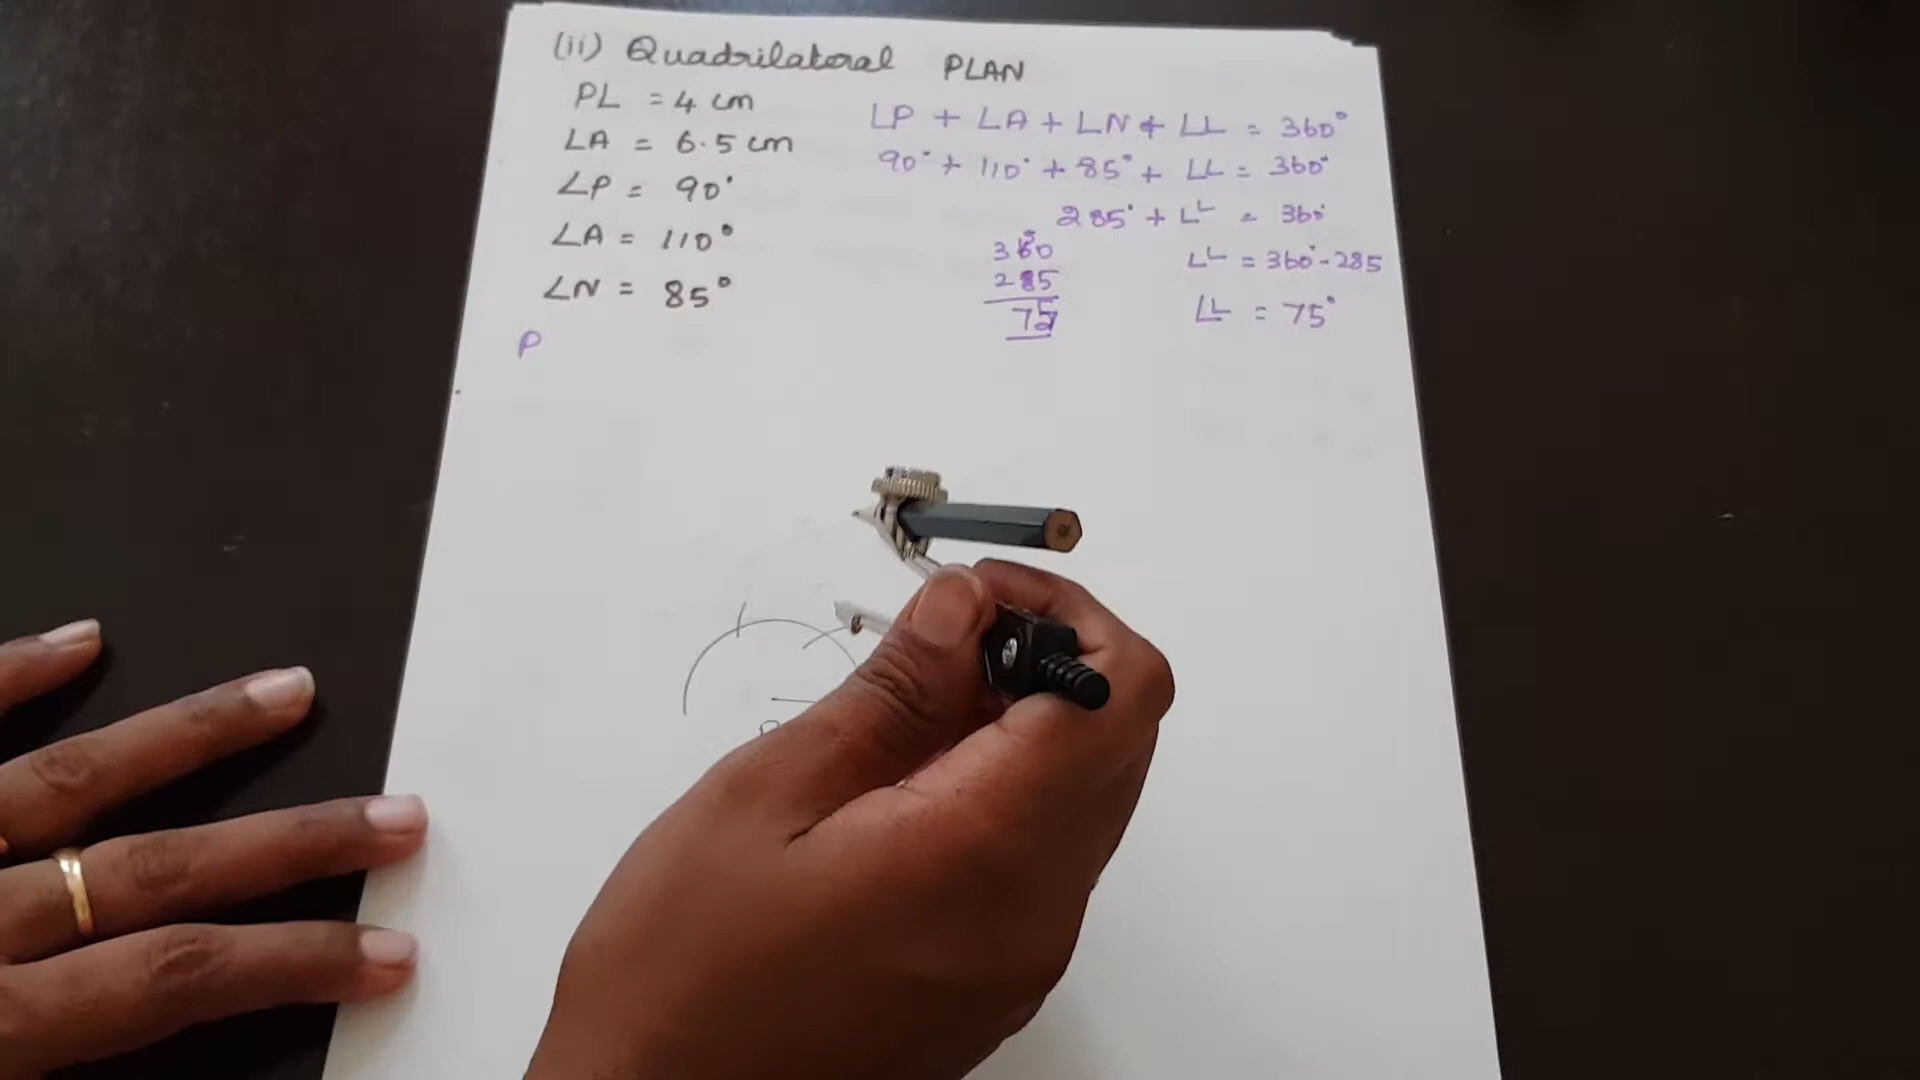 (ii) Quadrilateral PLAN
PL = 4 cm
LA = 6.5 cm
∠P = 90°
∠A = 110°
∠N = 85°
P
∠P + ∠A + ∠N + ∠L = 360°
90° + 110° + 85° + ∠L = 360°
285° + ∠L = 360°
∠L = 360° - 285
∠L = 75°
360
285
75
P